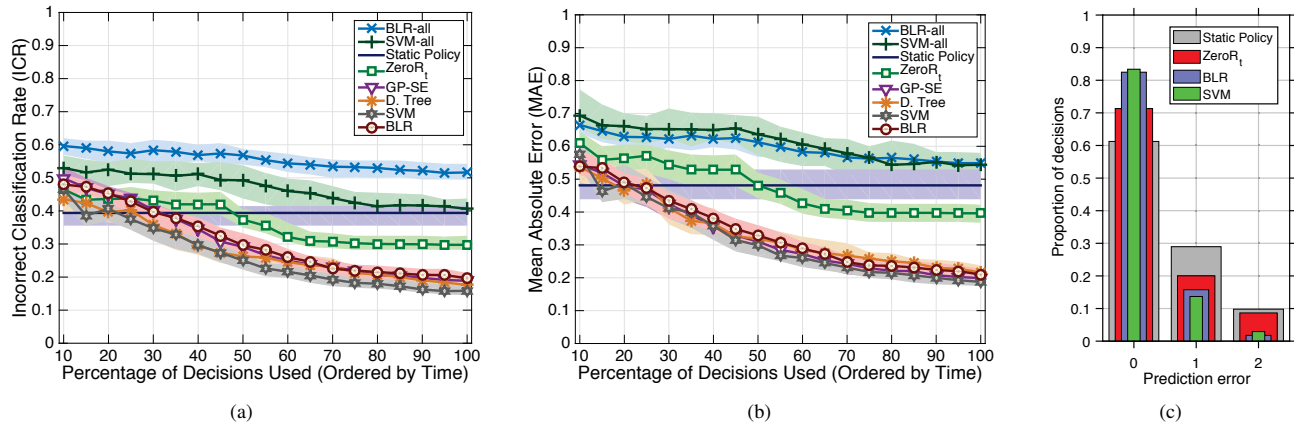 1
0.9
0.8
0.7
0.6
0.5
0.4
0.3
0.2
0.1
0
Incorrect Classification Rate (ICR)
BLR-all
SVM-all
Static Policy
ZeroR_t
GP-SE
D. Tree
SVM
BLR
10 20 30 40 50 60 70 80 90 100
Percentage of Decisions Used (Ordered by Time)
(a)
1
0.9
0.8
0.7
0.6
0.5
0.4
0.3
0.2
0.1
0
Mean Absolute Error (MAE)
BLR-all
SVM-all
Static Policy
ZeroR_t
GP-SE
D. Tree
SVM
BLR
10 20 30 40 50 60 70 80 90 100
Percentage of Decisions Used (Ordered by Time)
(b)
1
0.9
0.8
0.7
0.6
0.5
0.4
0.3
0.2
0.1
0
Proportion of decisions
Static Policy
ZeroR_t
BLR
SVM
0 1 2
Prediction error
(c)